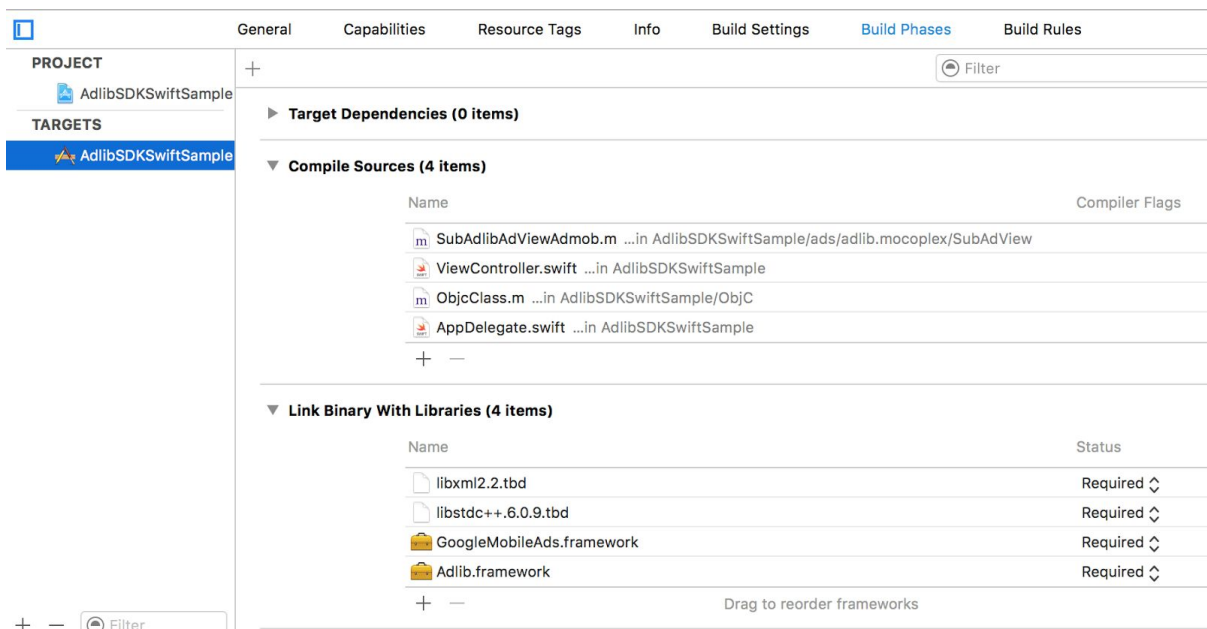 General Capabilities Resource Tags Info Build Settings Build Phases Build Rules
PROJECT
AdlibSDKSwiftSample
TARGETS
AdlibSDKSwiftSample
+ Filter
Target Dependencies (0 items)
Compile Sources (4 items)
Name Compiler Flags
m SubAdlibAdViewAdmob.m ...in AdlibSDKSwiftSample/ads/adlib.mocoplex/SubAdView
ViewController.swift ...in AdlibSDKSwiftSample
m ObjcClass.m ...in AdlibSDKSwiftSample/ObjC
AppDelegate.swift ...in AdlibSDKSwiftSample
+ −
Link Binary With Libraries (4 items)
Name Status
libxml2.2.tbd Required
libstdc++.6.0.9.tbd Required
GoogleMobileAds.framework Required
Adlib.framework Required
+ − Drag to reorder frameworks
+ − Filter